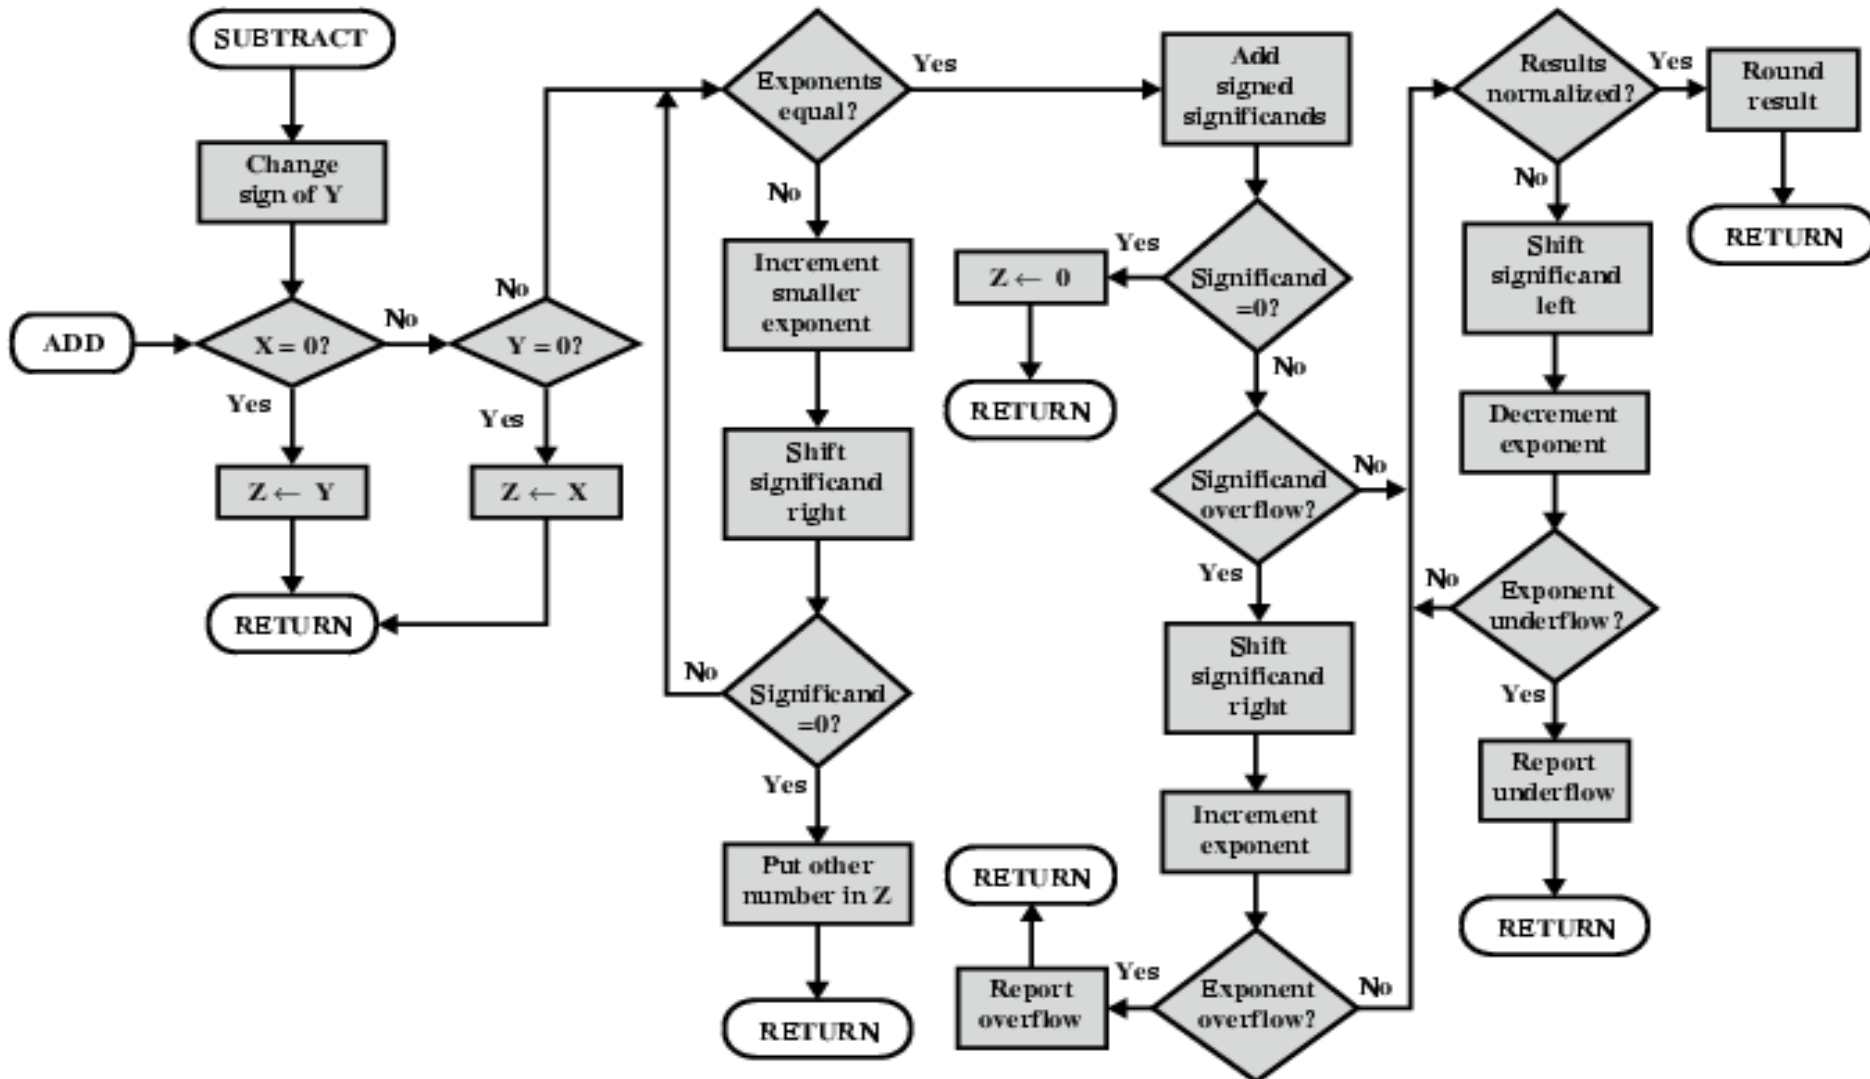 SUBTRACT
Change
sign of Y
ADD
X = 0?
No
Yes
Z ← Y
RETURN
Y = 0?
No
Yes
Z ← X
Exponents
equal?
Yes
No
Increment
smaller
exponent
Shift
significand
right
Significand
=0?
No
Yes
Put other
number in Z
RETURN
Add
signed
significands
Significand
=0?
Yes
Z ← 0
RETURN
No
Significand
overflow?
No
Yes
Shift
significand
right
Increment
exponent
Exponent
overflow?
Yes
Report
overflow
RETURN
No
Results
normalized?
Yes
Round
result
RETURN
No
Shift
significand
left
Decrement
exponent
Exponent
underflow?
No
Yes
Report
underflow
RETURN